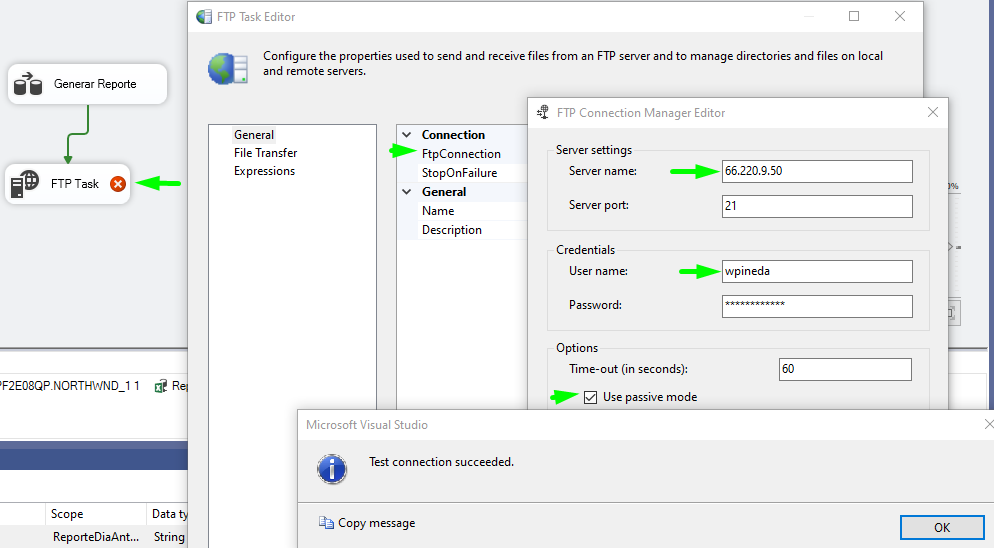 FTP Task Editor
Configure the properties used to send and receive files from an FTP server and to manage directories and files on local
and remote servers.
Generar Reporte
FTP Task
General
File Transfer
Expressions
Connection
FtpConnection
StopOnFailure
General
Name
Description
FTP Connection Manager Editor
Server settings
Server name:
66.220.9.50
Server port:
21
Credentials
User name:
wpineda
Password:
************
Options
Time-out (in seconds):
60
Use passive mode
0%
PF2E08QP.NORTHWND_1 1
Rep
Microsoft Visual Studio
Test connection succeeded.
Copy message
OK
Scope
Data ty
ReporteDiaAnt...
String